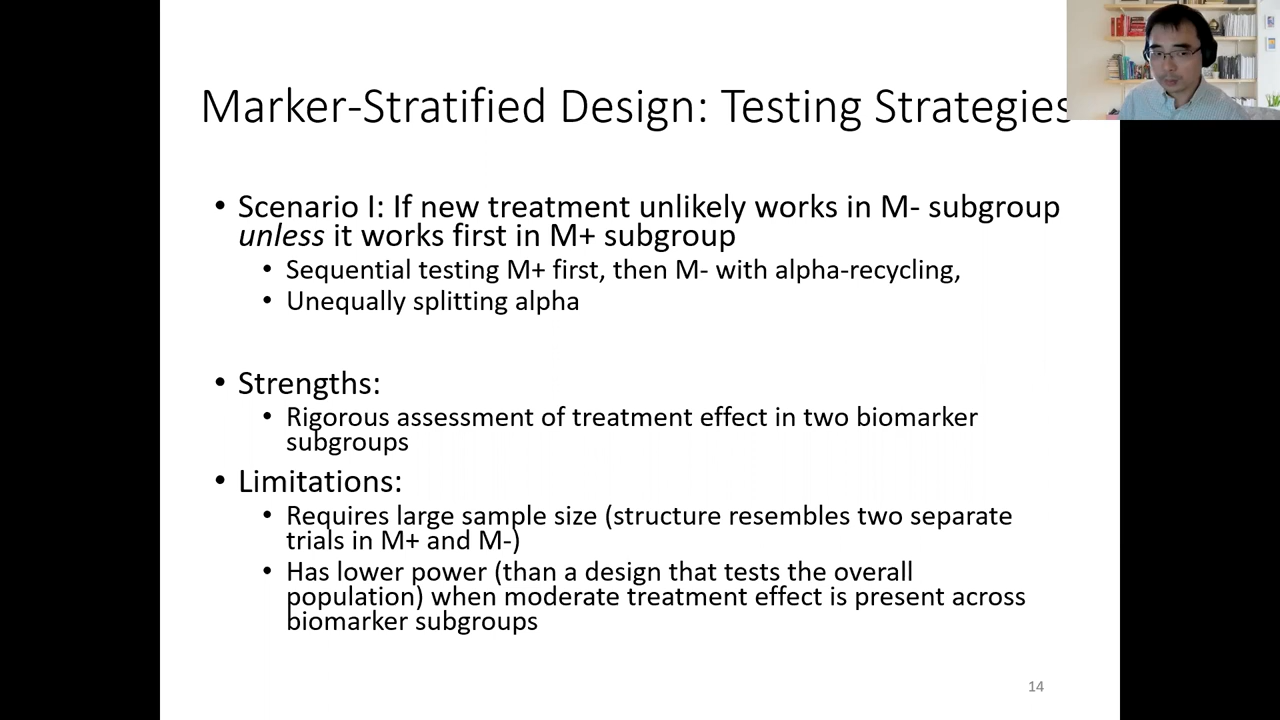 Marker-Stratified Design: Testing Strategies
• Scenario I: If new treatment unlikely works in M- subgroup
unless it works first in M+ subgroup
• Sequential testing M+ first, then M- with alpha-recycling,
• Unequally splitting alpha
• Strengths:
• Rigorous assessment of treatment effect in two biomarker
subgroups
• Limitations:
• Requires large sample size (structure resembles two separate
trials in M+ and M-)
• Has lower power (than a design that tests the overall
population) when moderate treatment effect is present across
biomarker subgroups
14